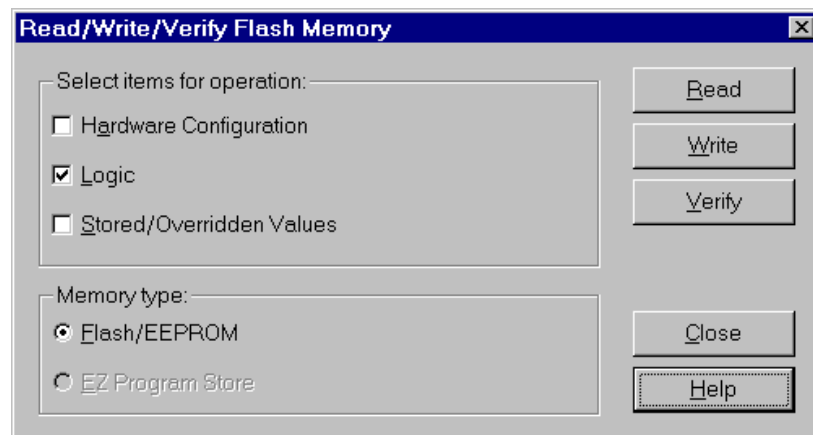 Read/Write/Verify Flash Memory
Select items for operation:
Hardware Configuration
Logic
Stored/Overridden Values
Read
Write
Verify
Memory type:
Flash/EEPROM
EZ Program Store
Close
Help